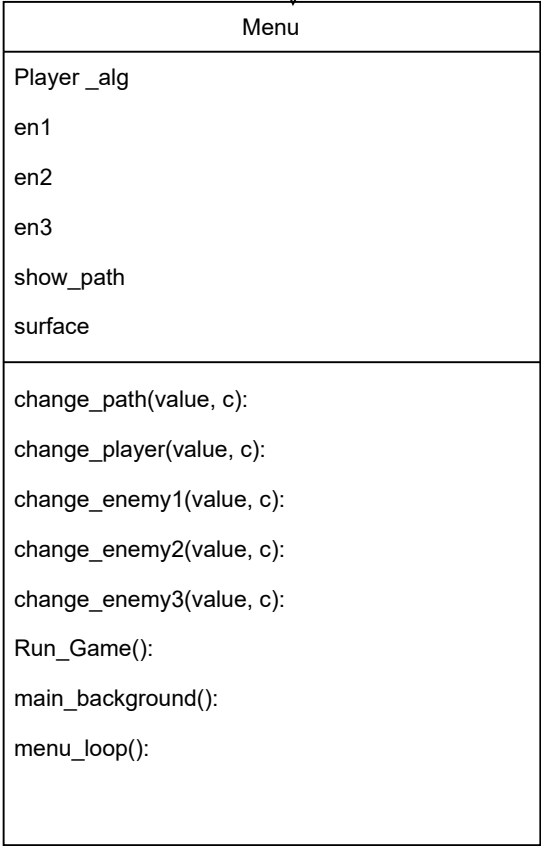 Menu
Player _alg
en1
en2
en3
show_path
surface
change_path(value, c):
change_player(value, c):
change_enemy1(value, c):
change_enemy2(value, c):
change_enemy3(value, c):
Run_Game():
main_background():
menu_loop():